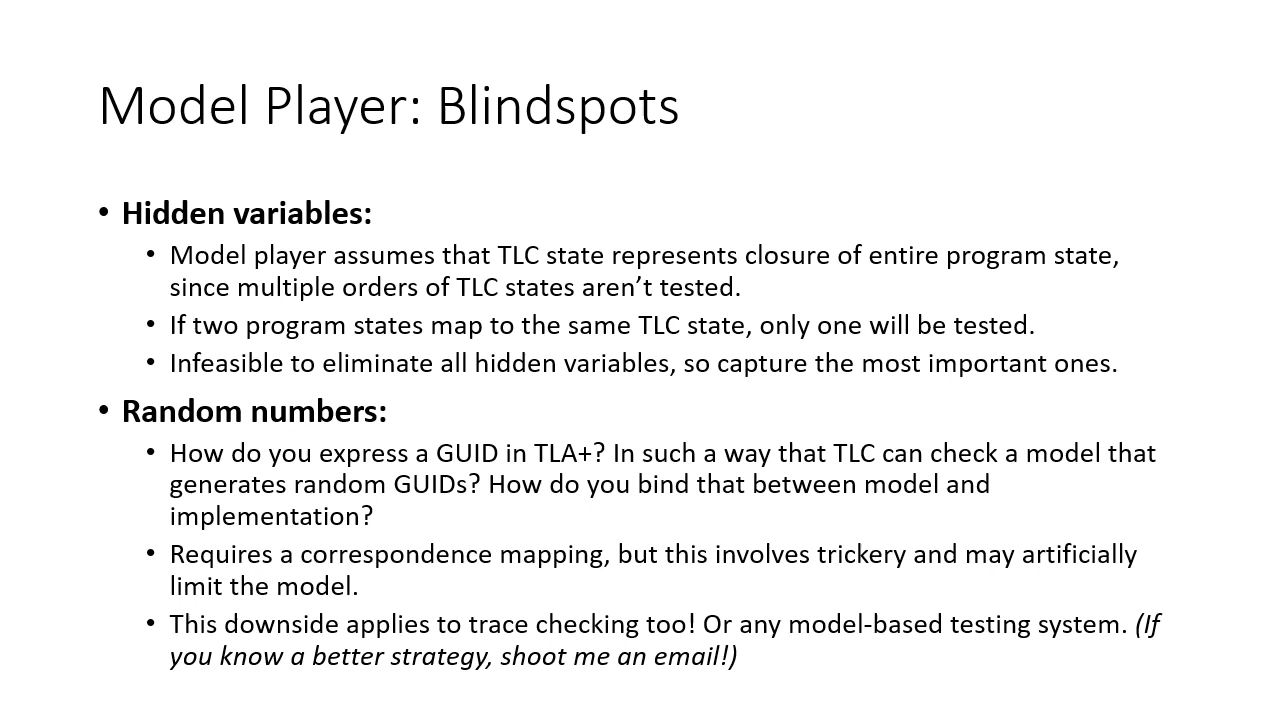 Model Player: Blindspots
• Hidden variables:
• Model player assumes that TLC state represents closure of entire program state,
since multiple orders of TLC states aren’t tested.
• If two program states map to the same TLC state, only one will be tested.
• Infeasible to eliminate all hidden variables, so capture the most important ones.
• Random numbers:
• How do you express a GUID in TLA+? In such a way that TLC can check a model that
generates random GUIDs? How do you bind that between model and
implementation?
• Requires a correspondence mapping, but this involves trickery and may artificially
limit the model.
• This downside applies to trace checking too! Or any model-based testing system. (If
you know a better strategy, shoot me an email!)